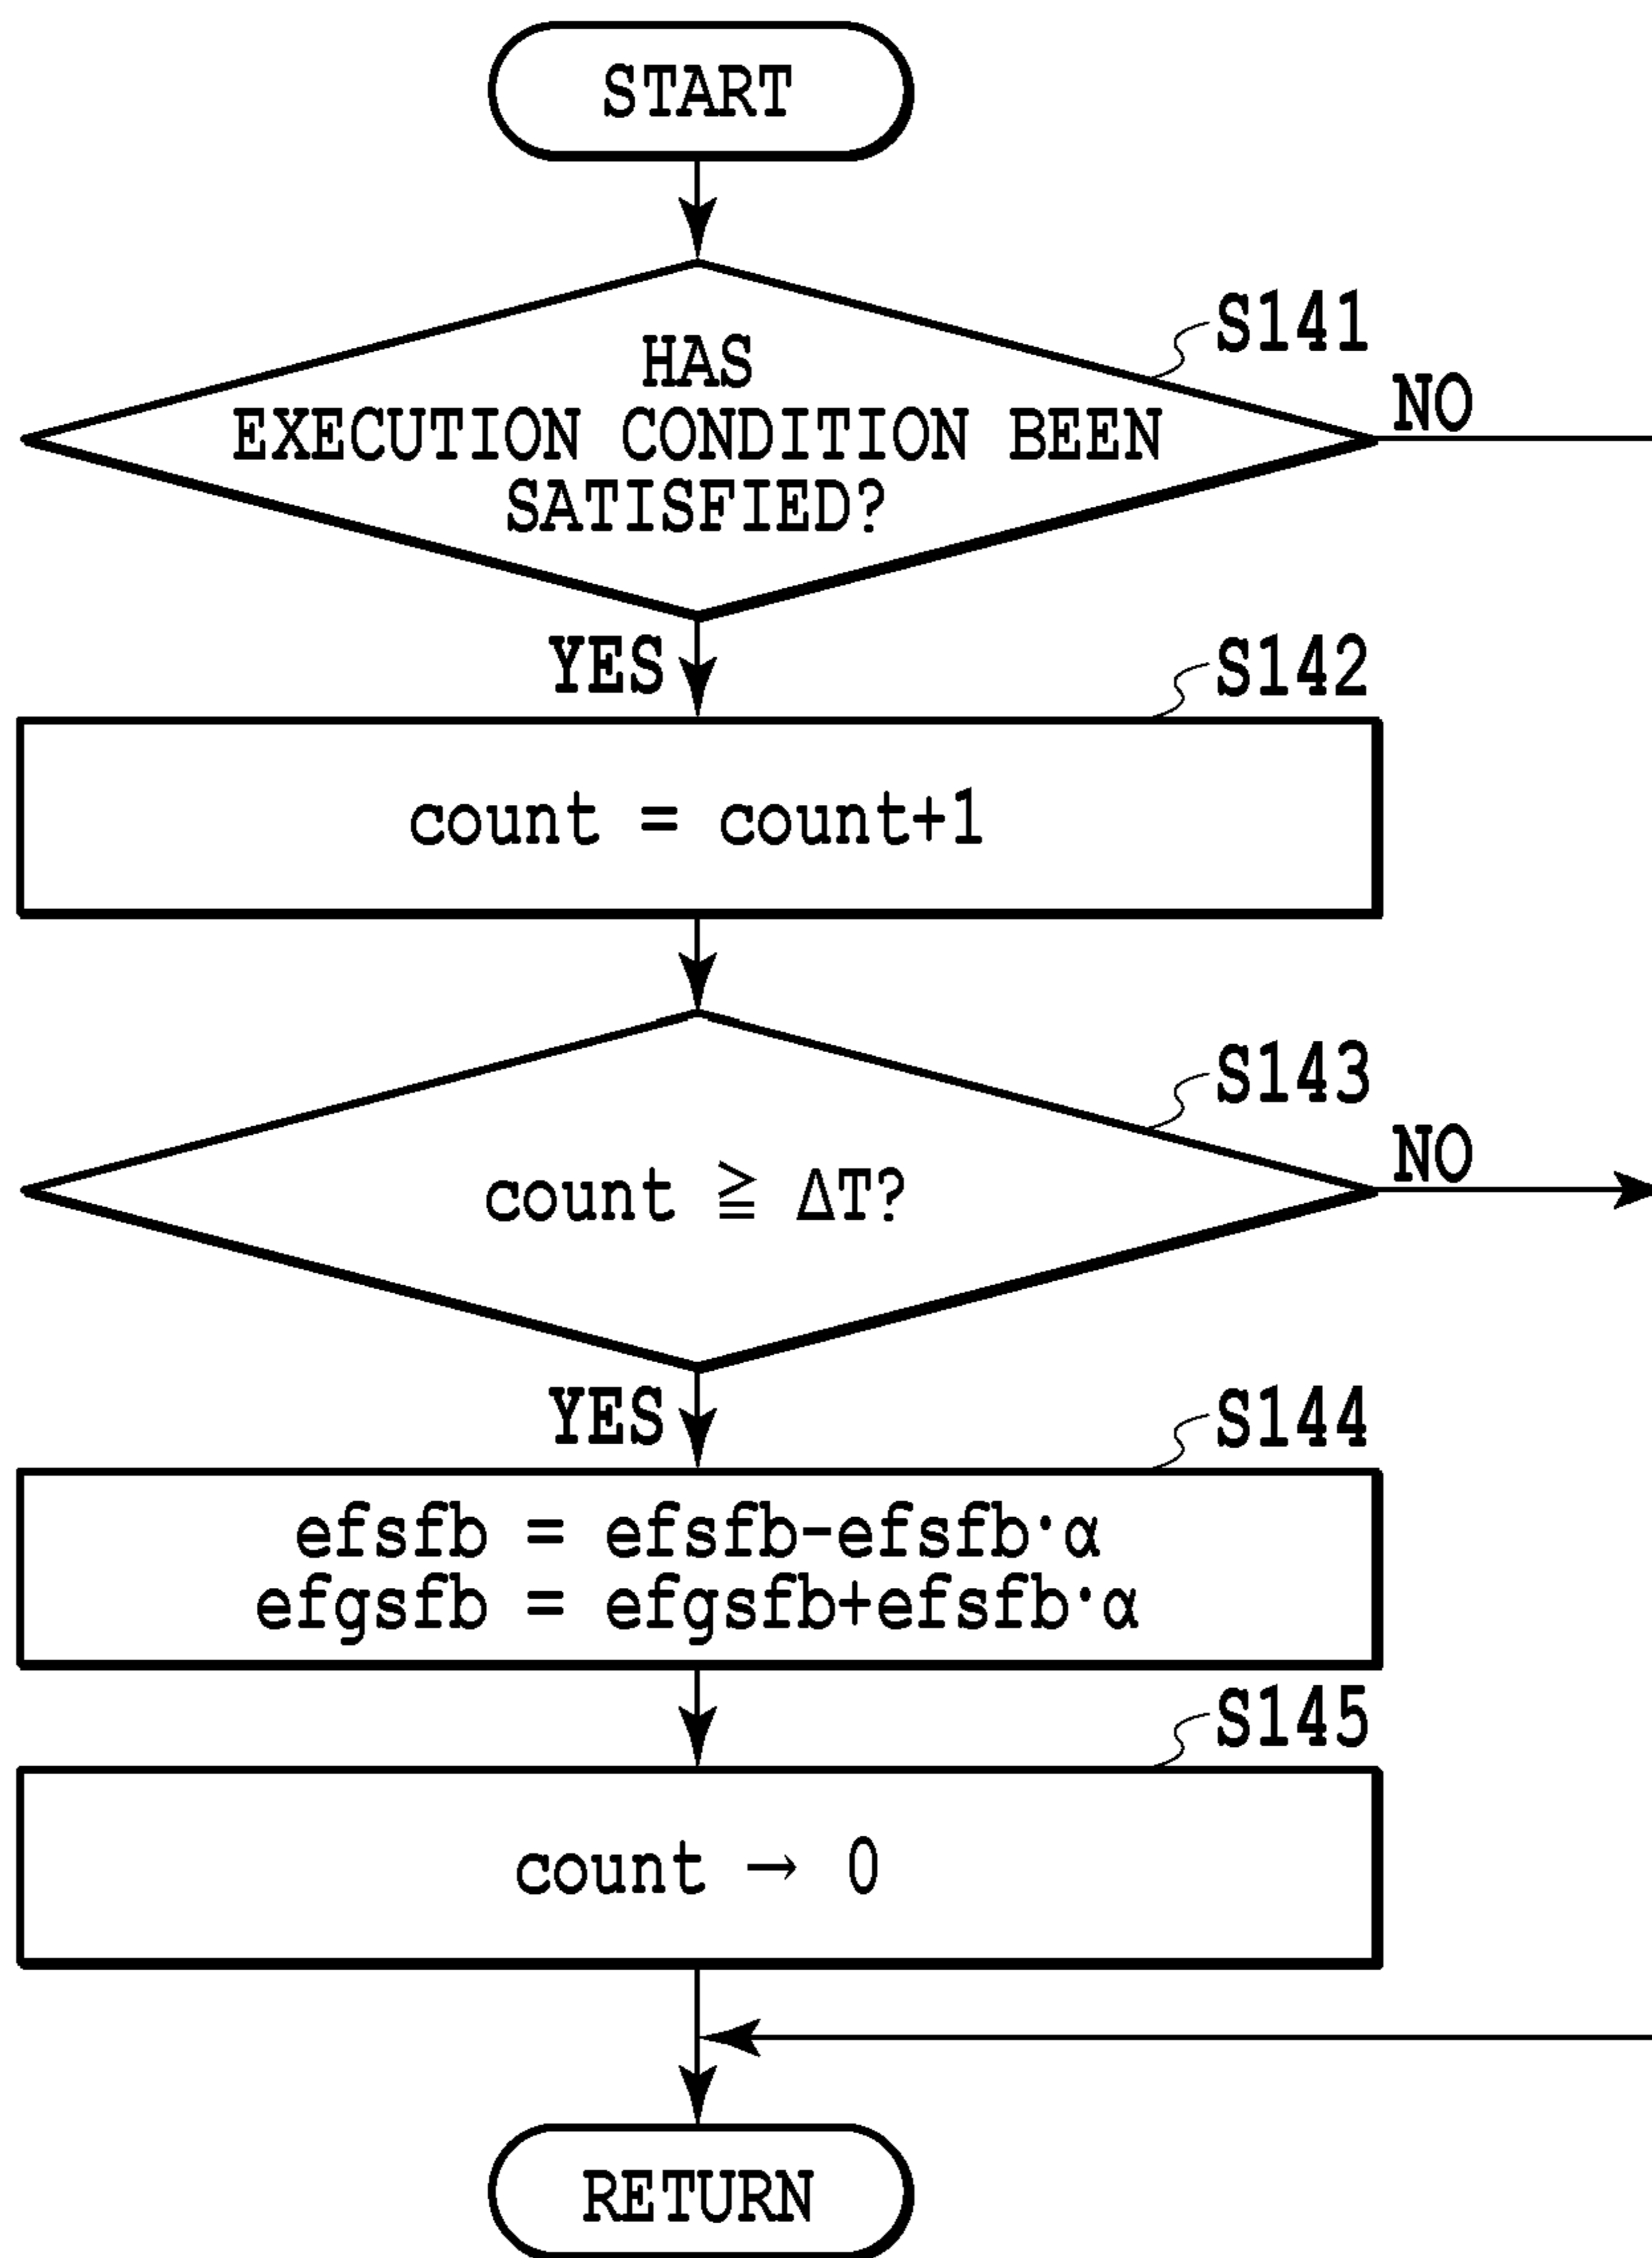 START
S141
HAS
EXECUTION CONDITION BEEN
SATISFIED?
NO
YES
S142
count = count+1
S143
count ≧ ΔT?
NO
YES
S144
efsfb = efsfb-efsfb·α
efgsfb = efgsfb+efsfb·α
S145
count → 0
RETURN